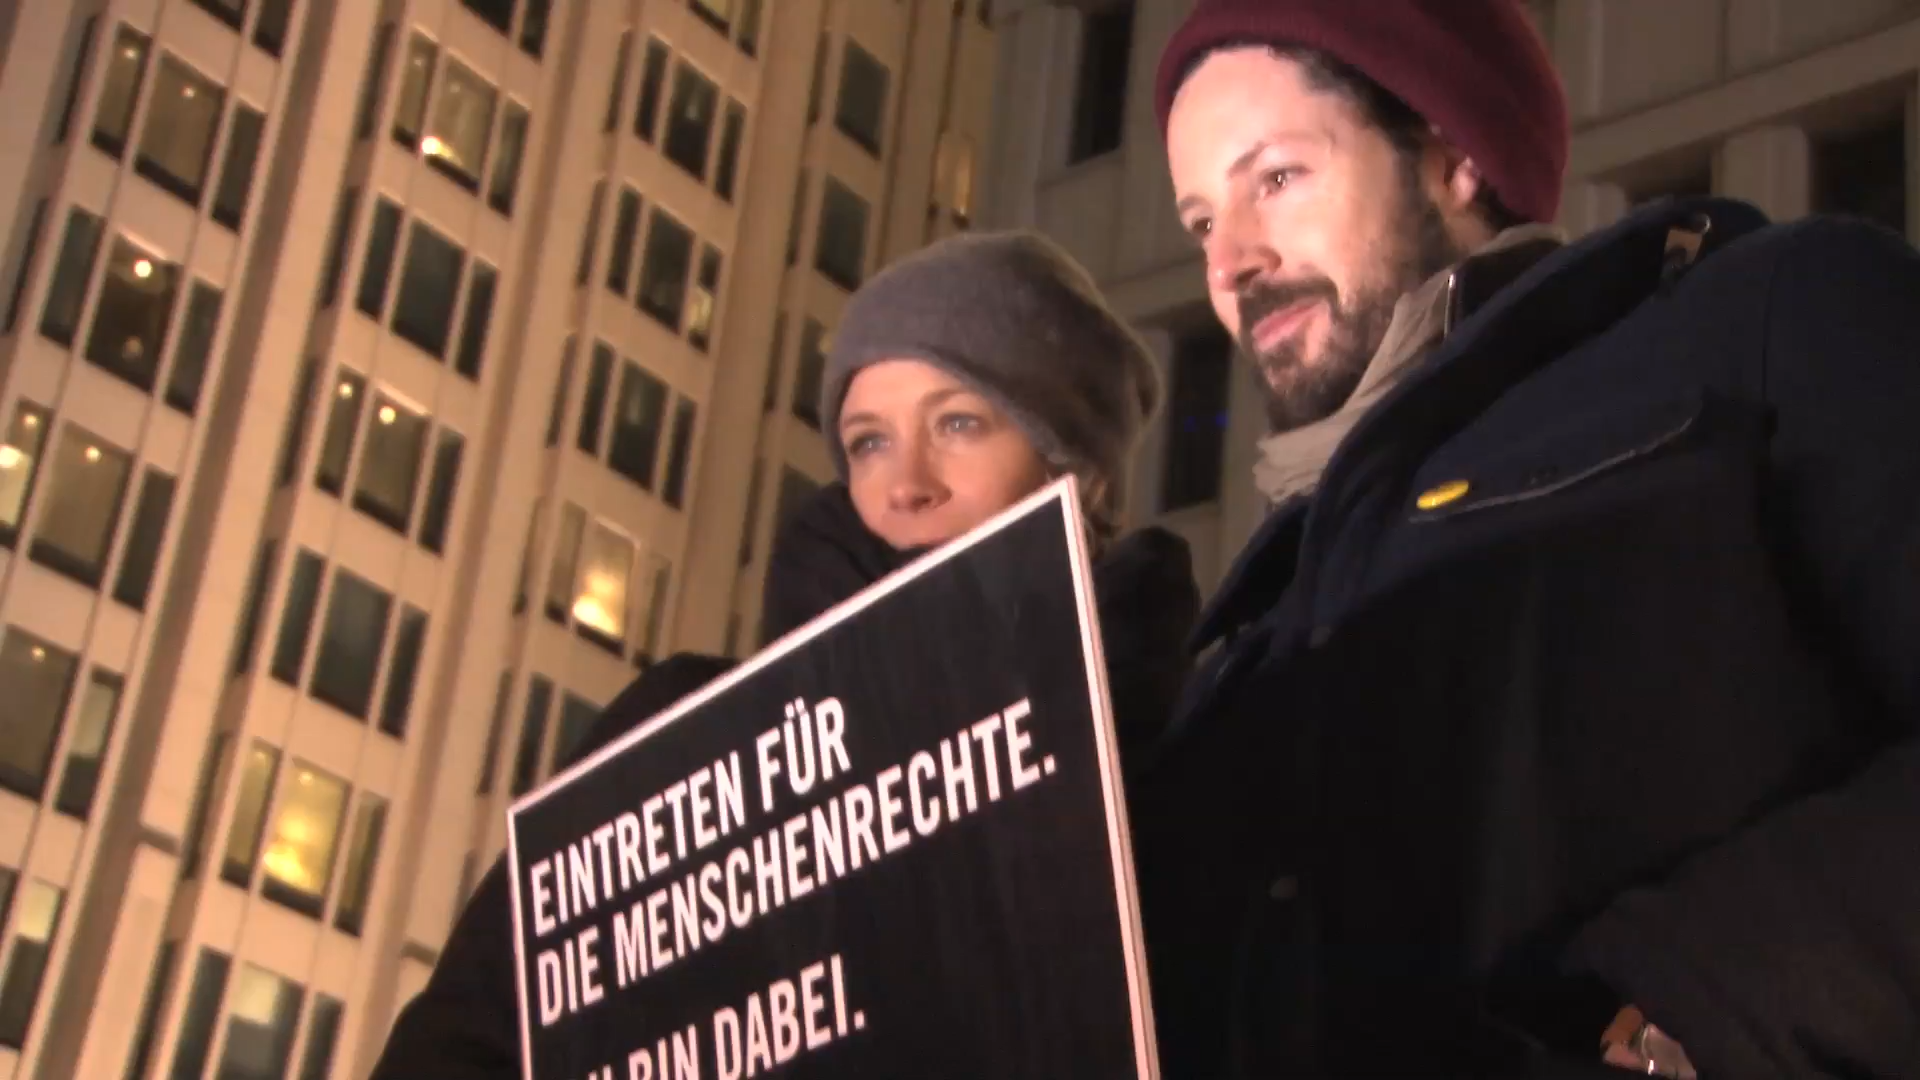 EINTRETEN FÜR
DIE MENSCHENRECHTE.
BIN DABEI.